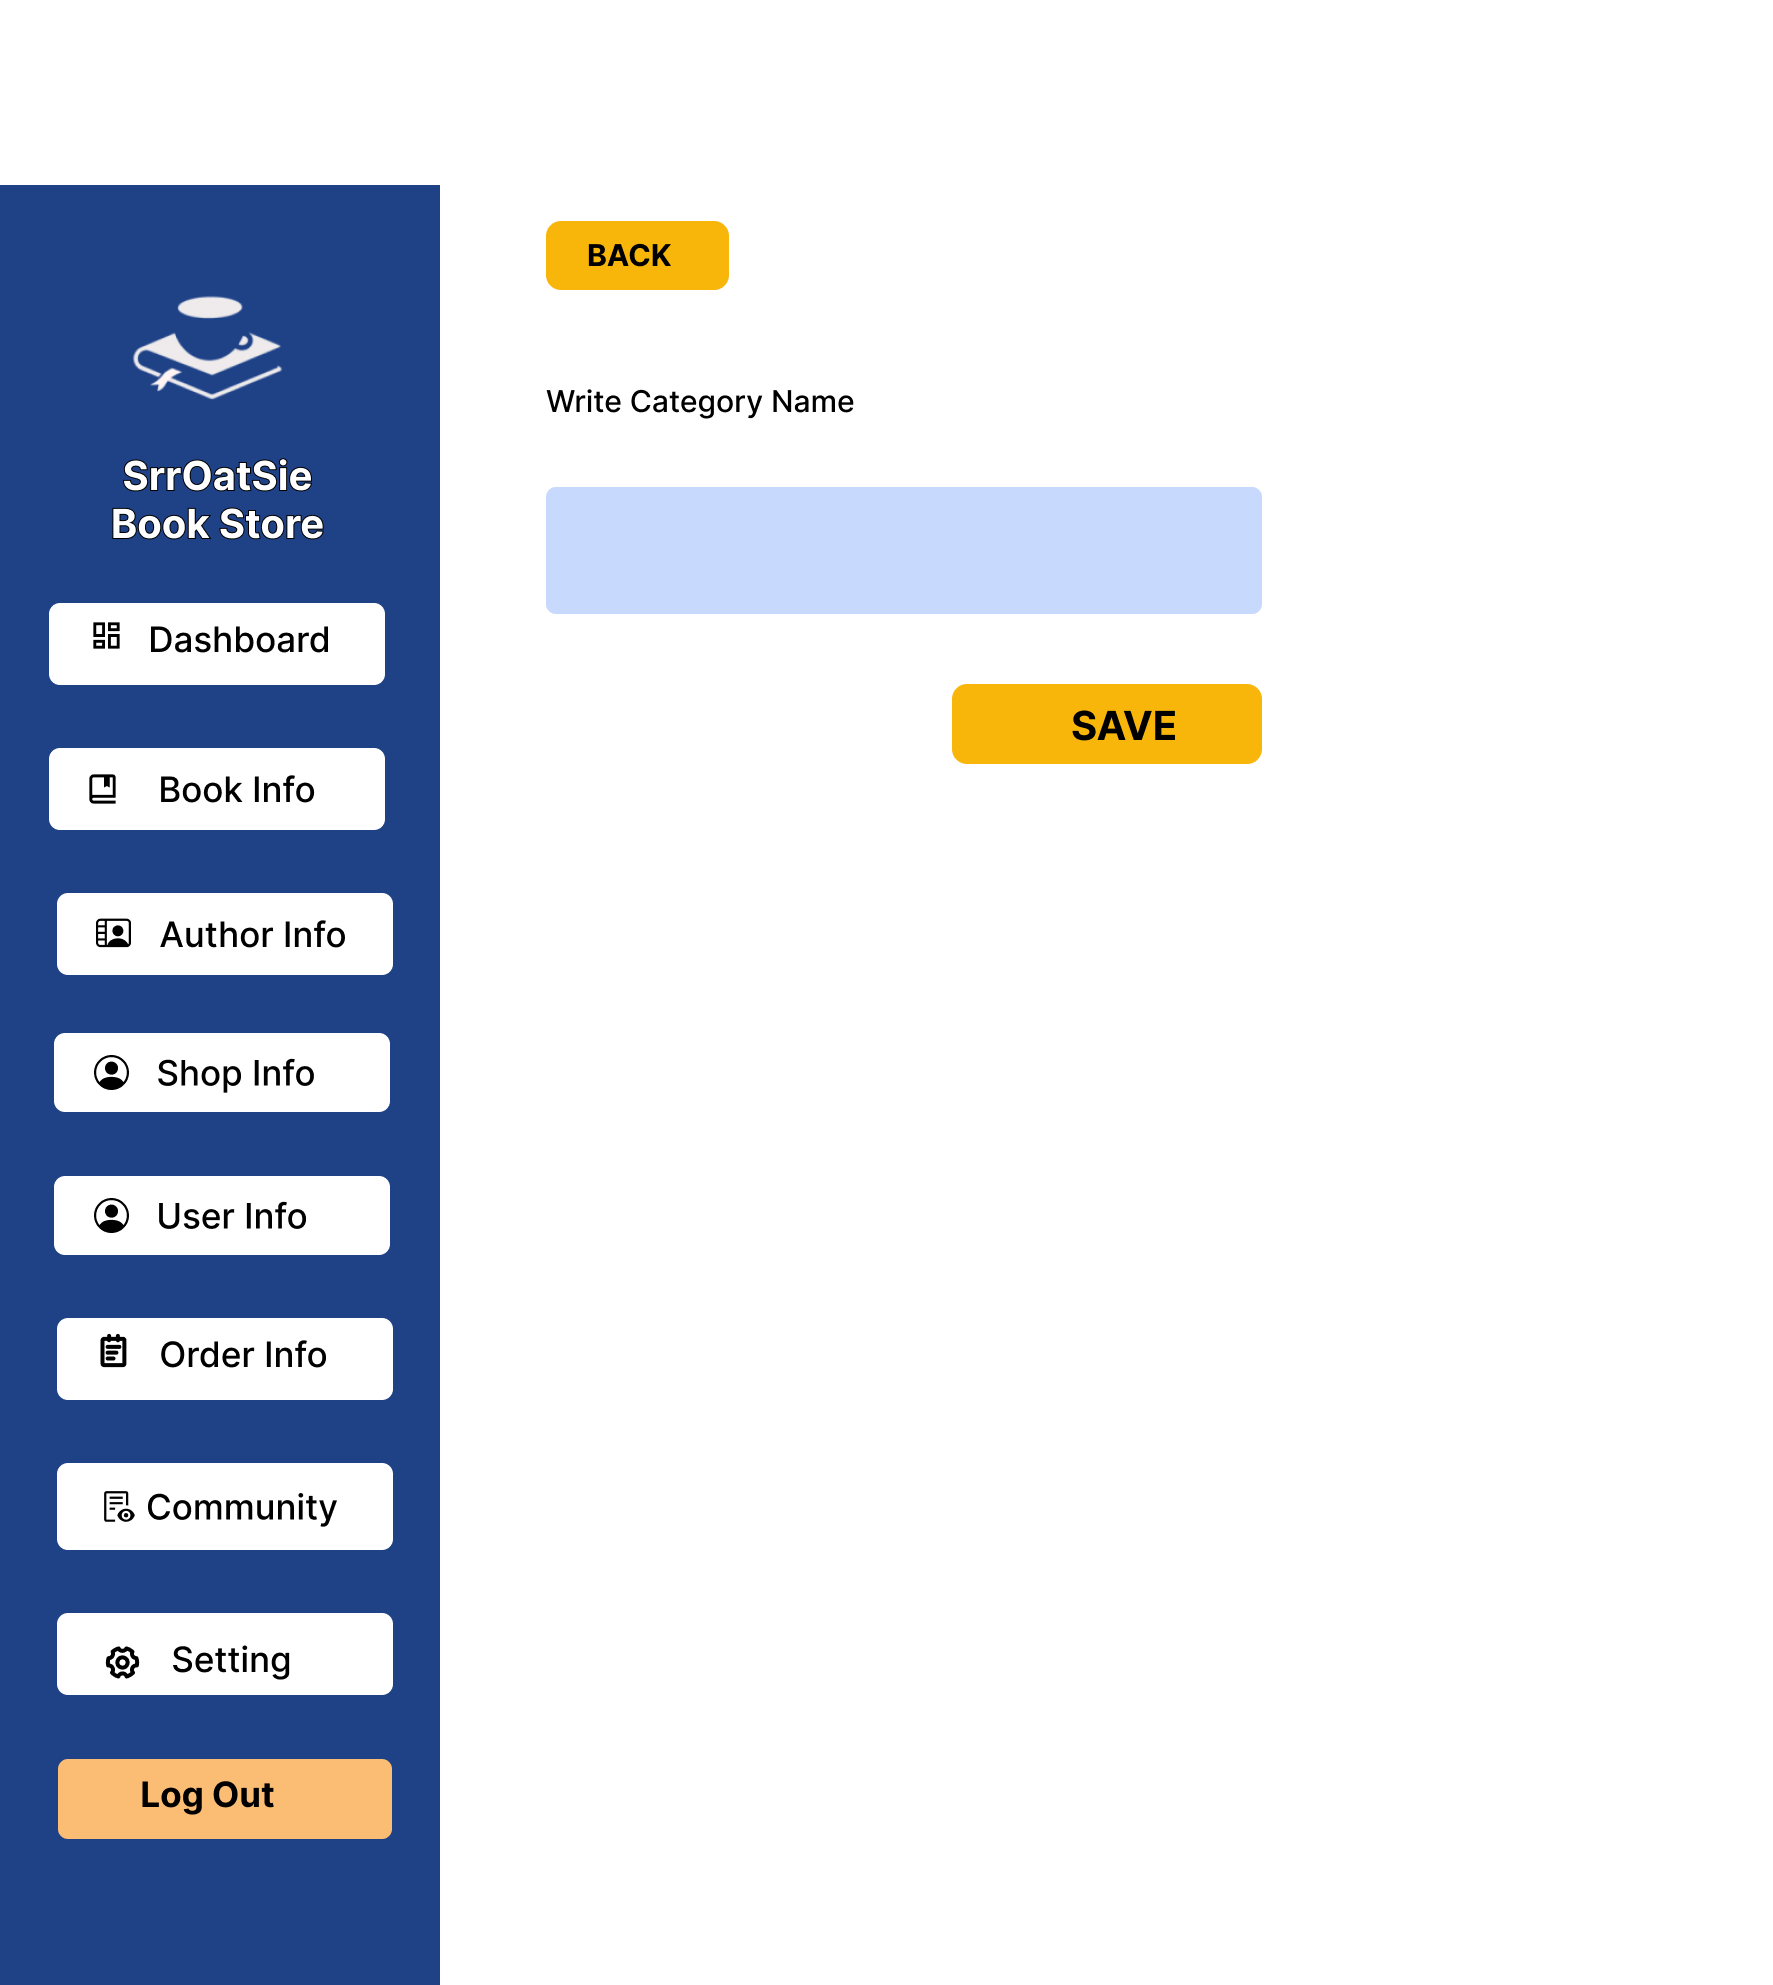 SrrOatSie
Book Store
Dashboard
Book Info
Author Info
Shop Info
User Info
Order Info
Community
Setting
Log Out
BACK
Write Category Name
SAVE